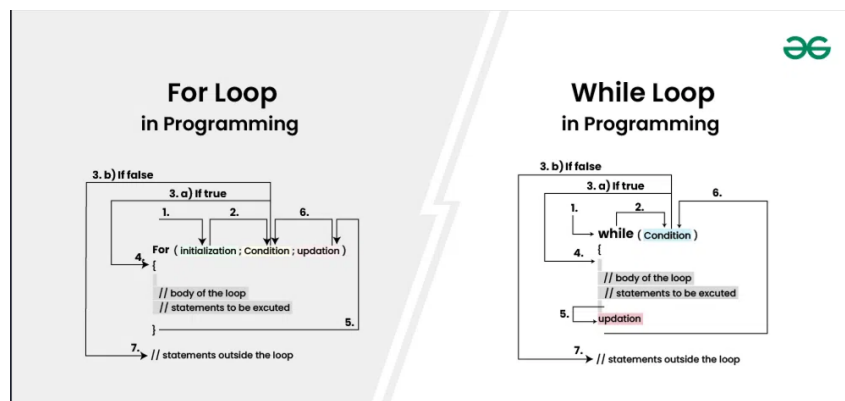 For Loop
in Programming
3. b) If false
3. a) If true
1. 2. 6.
For ( initialization ; Condition ; updation )
4.
{
// body of the loop
// statements to be excuted
} 5.
7. // statements outside the loop
While Loop
in Programming
3. b) If false
3. a) If true 6.
1. 2.
while ( Condition )
4. {
// body of the loop
// statements to be excuted
5. updation
7. // statements outside the loop